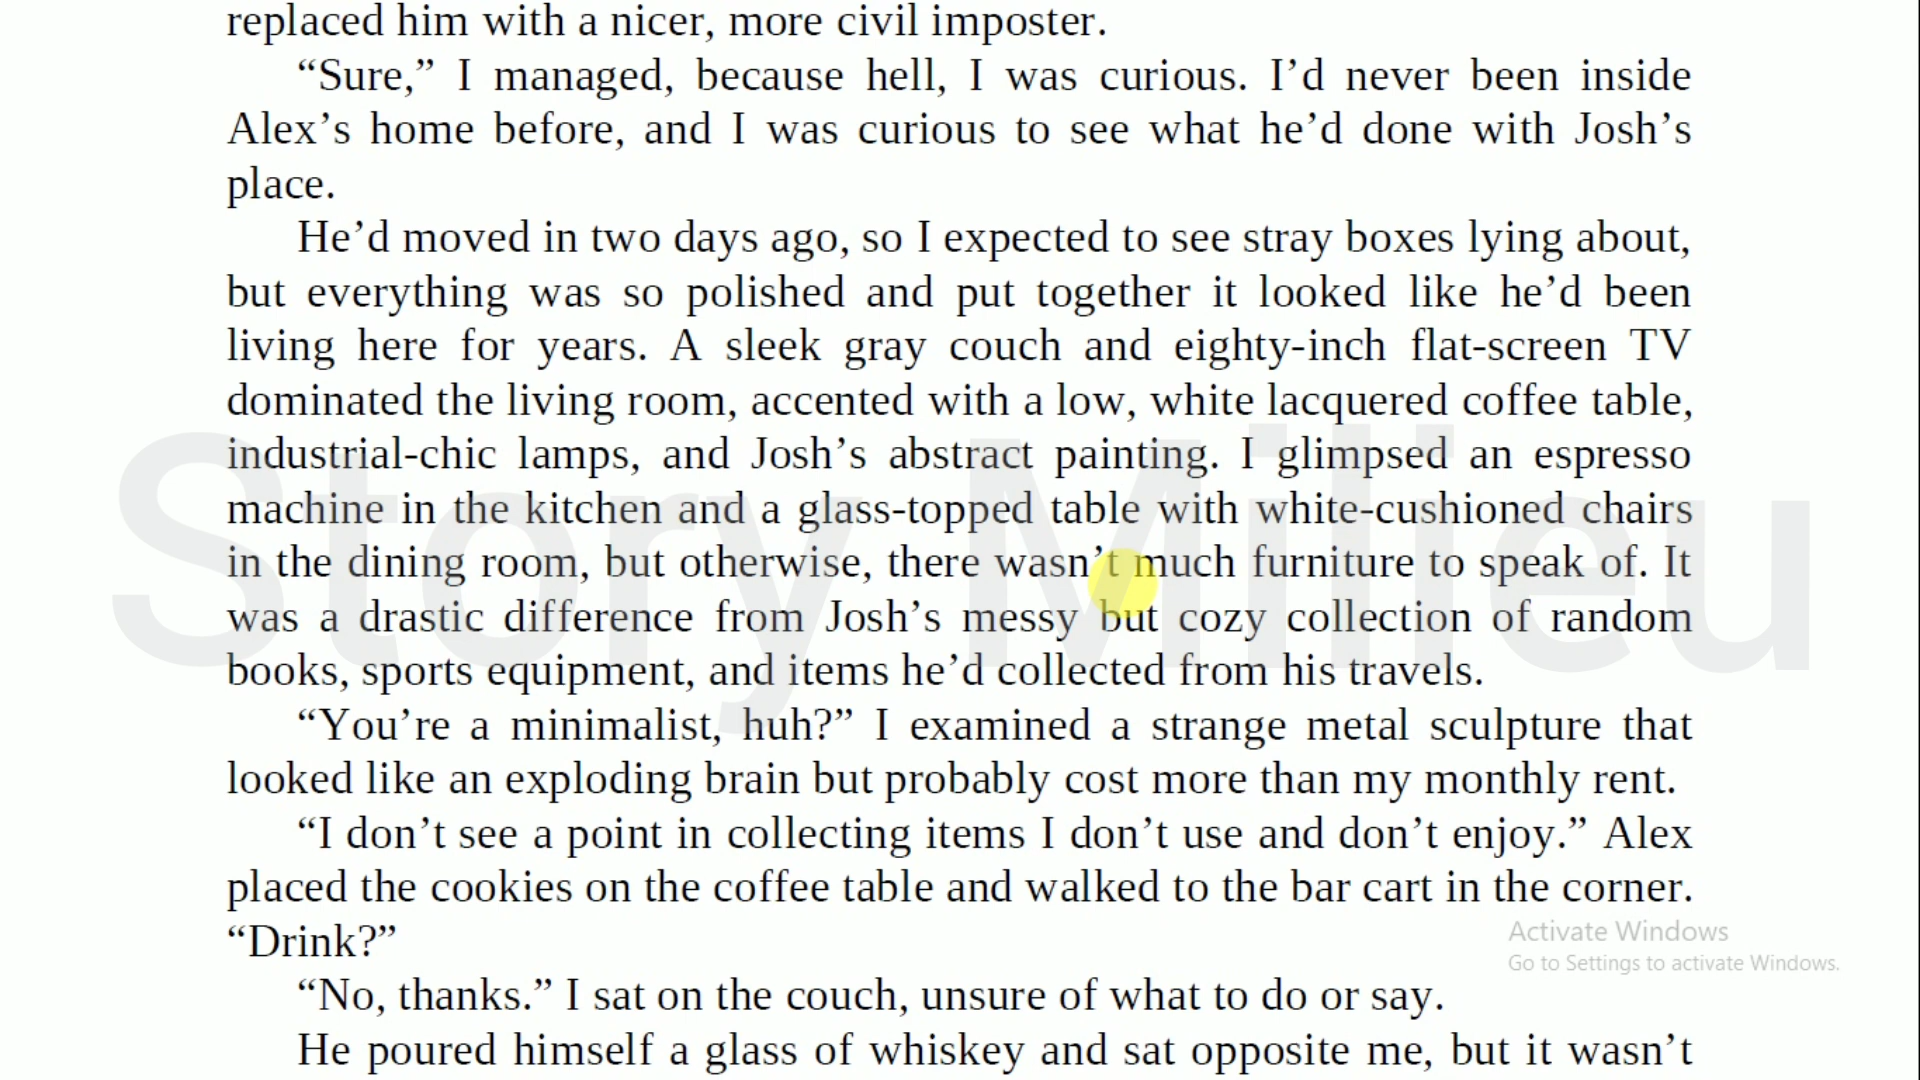 replaced him with a nicer, more civil imposter.
“Sure,” I managed, because hell, I was curious. I’d never been inside
Alex’s home before, and I was curious to see what he’d done with Josh’s
place.
He’d moved in two days ago, so I expected to see stray boxes lying about,
but everything was so polished and put together it looked like he’d been
living here for years. A sleek gray couch and eighty-inch flat-screen TV
dominated the living room, accented with a low, white lacquered coffee table,
industrial-chic lamps, and Josh’s abstract painting. I glimpsed an espresso
machine in the kitchen and a glass-topped table with white-cushioned chairs
in the dining room, but otherwise, there wasn’t much furniture to speak of. It
was a drastic difference from Josh’s messy but cozy collection of random
books, sports equipment, and items he’d collected from his travels.
“You’re a minimalist, huh?” I examined a strange metal sculpture that
looked like an exploding brain but probably cost more than my monthly rent.
“I don’t see a point in collecting items I don’t use and don’t enjoy.” Alex
placed the cookies on the coffee table and walked to the bar cart in the corner.
“Drink?”
“No, thanks.” I sat on the couch, unsure of what to do or say.
He poured himself a glass of whiskey and sat opposite me, but it wasn’t
Story Milieu
Activate Windows
Go to Settings to activate Windows.